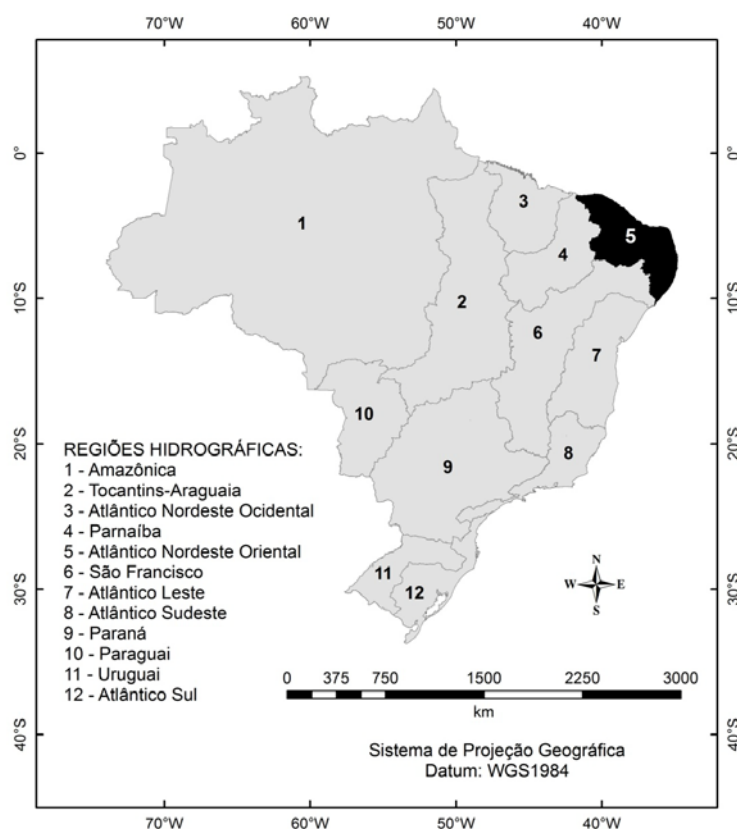 70°W 60°W 50°W 40°W
0° 0°
10°S 10°S
20°S 20°S
30°S 30°S
40°S 40°S
1
2
3
4
5
6
7
8
9
10
11
12
REGIÕES HIDROGRÁFICAS:
1 - Amazônica
2 - Tocantins-Araguaia
3 - Atlântico Nordeste Ocidental
4 - Parnaíba
5 - Atlântico Nordeste Oriental
6 - São Francisco
7 - Atlântico Leste
8 - Atlântico Sudeste
9 - Paraná
10 - Paraguai
11 - Uruguai
12 - Atlântico Sul
N
W E
S
0 375 750 1500 2250 3000
km
Sistema de Projeção Geográfica
Datum: WGS1984
70°W 60°W 50°W 40°W